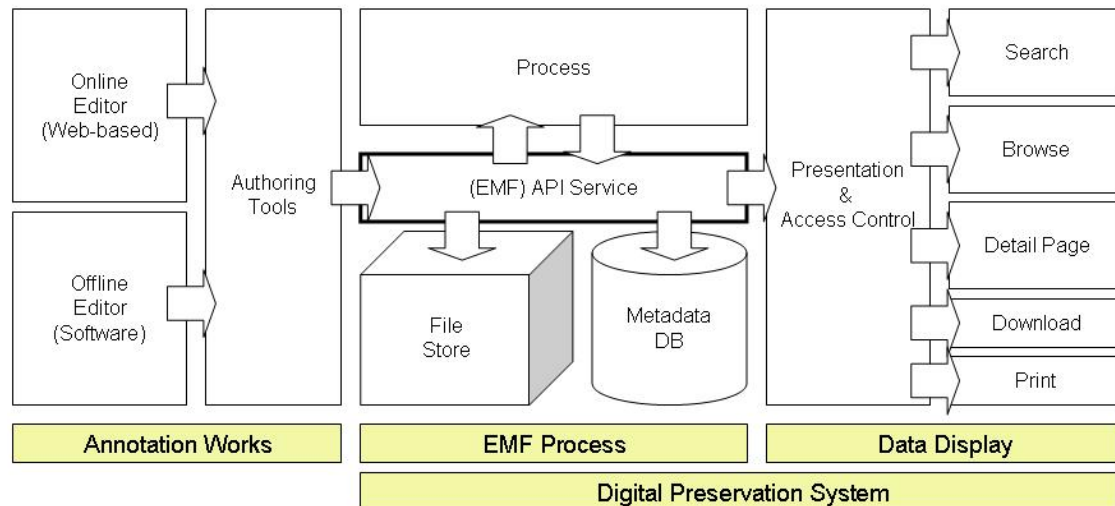 Online
Editor
(Web-based)
Offline
Editor
(Software)
Authoring
Tools
Process
(EMF) API Service
File
Store
Metadata
DB
Presentation
&
Access Control
Search
Browse
Detail Page
Download
Print
Annotation Works
EMF Process
Data Display
Digital Preservation System